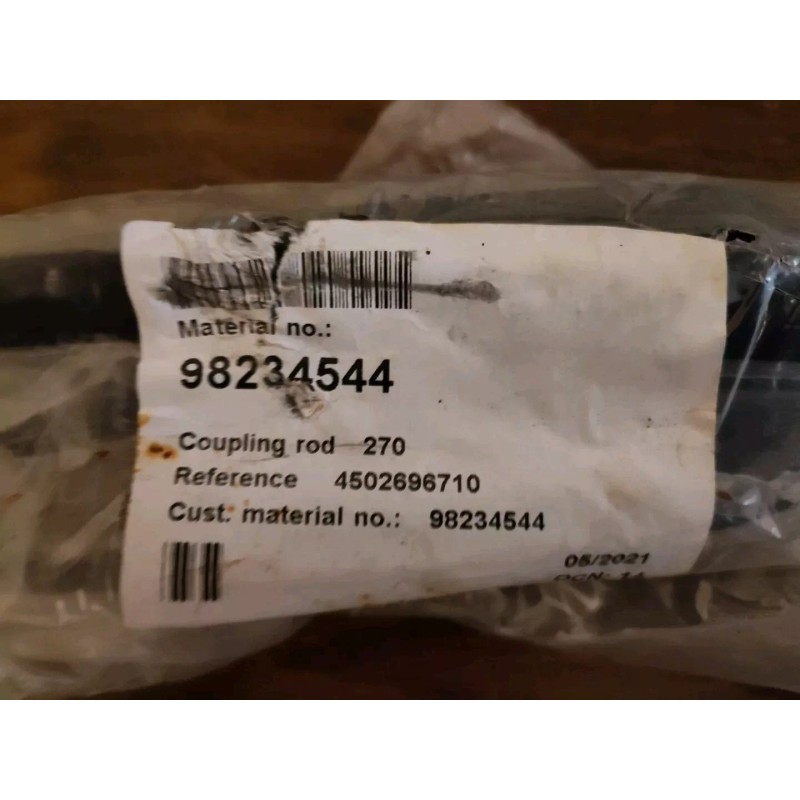 Material no.:
98234544
Coupling rod 270
Reference 4502696710
Cust. material no.: 98234544
05/2021